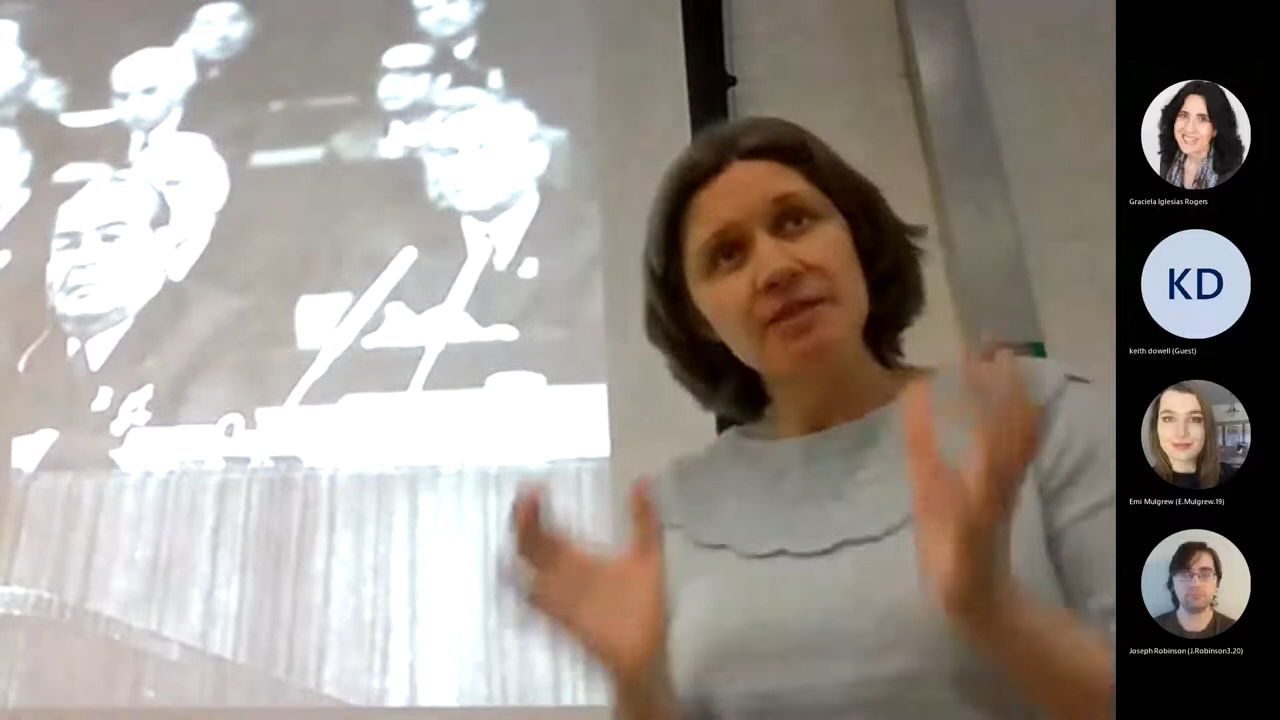 Graciela Iglesias Rogers
KD
keith dowell (Guest)
Emi Mulgrew (E.Mulgrew.19)
Joseph Robinson (J.Robinson3.20)